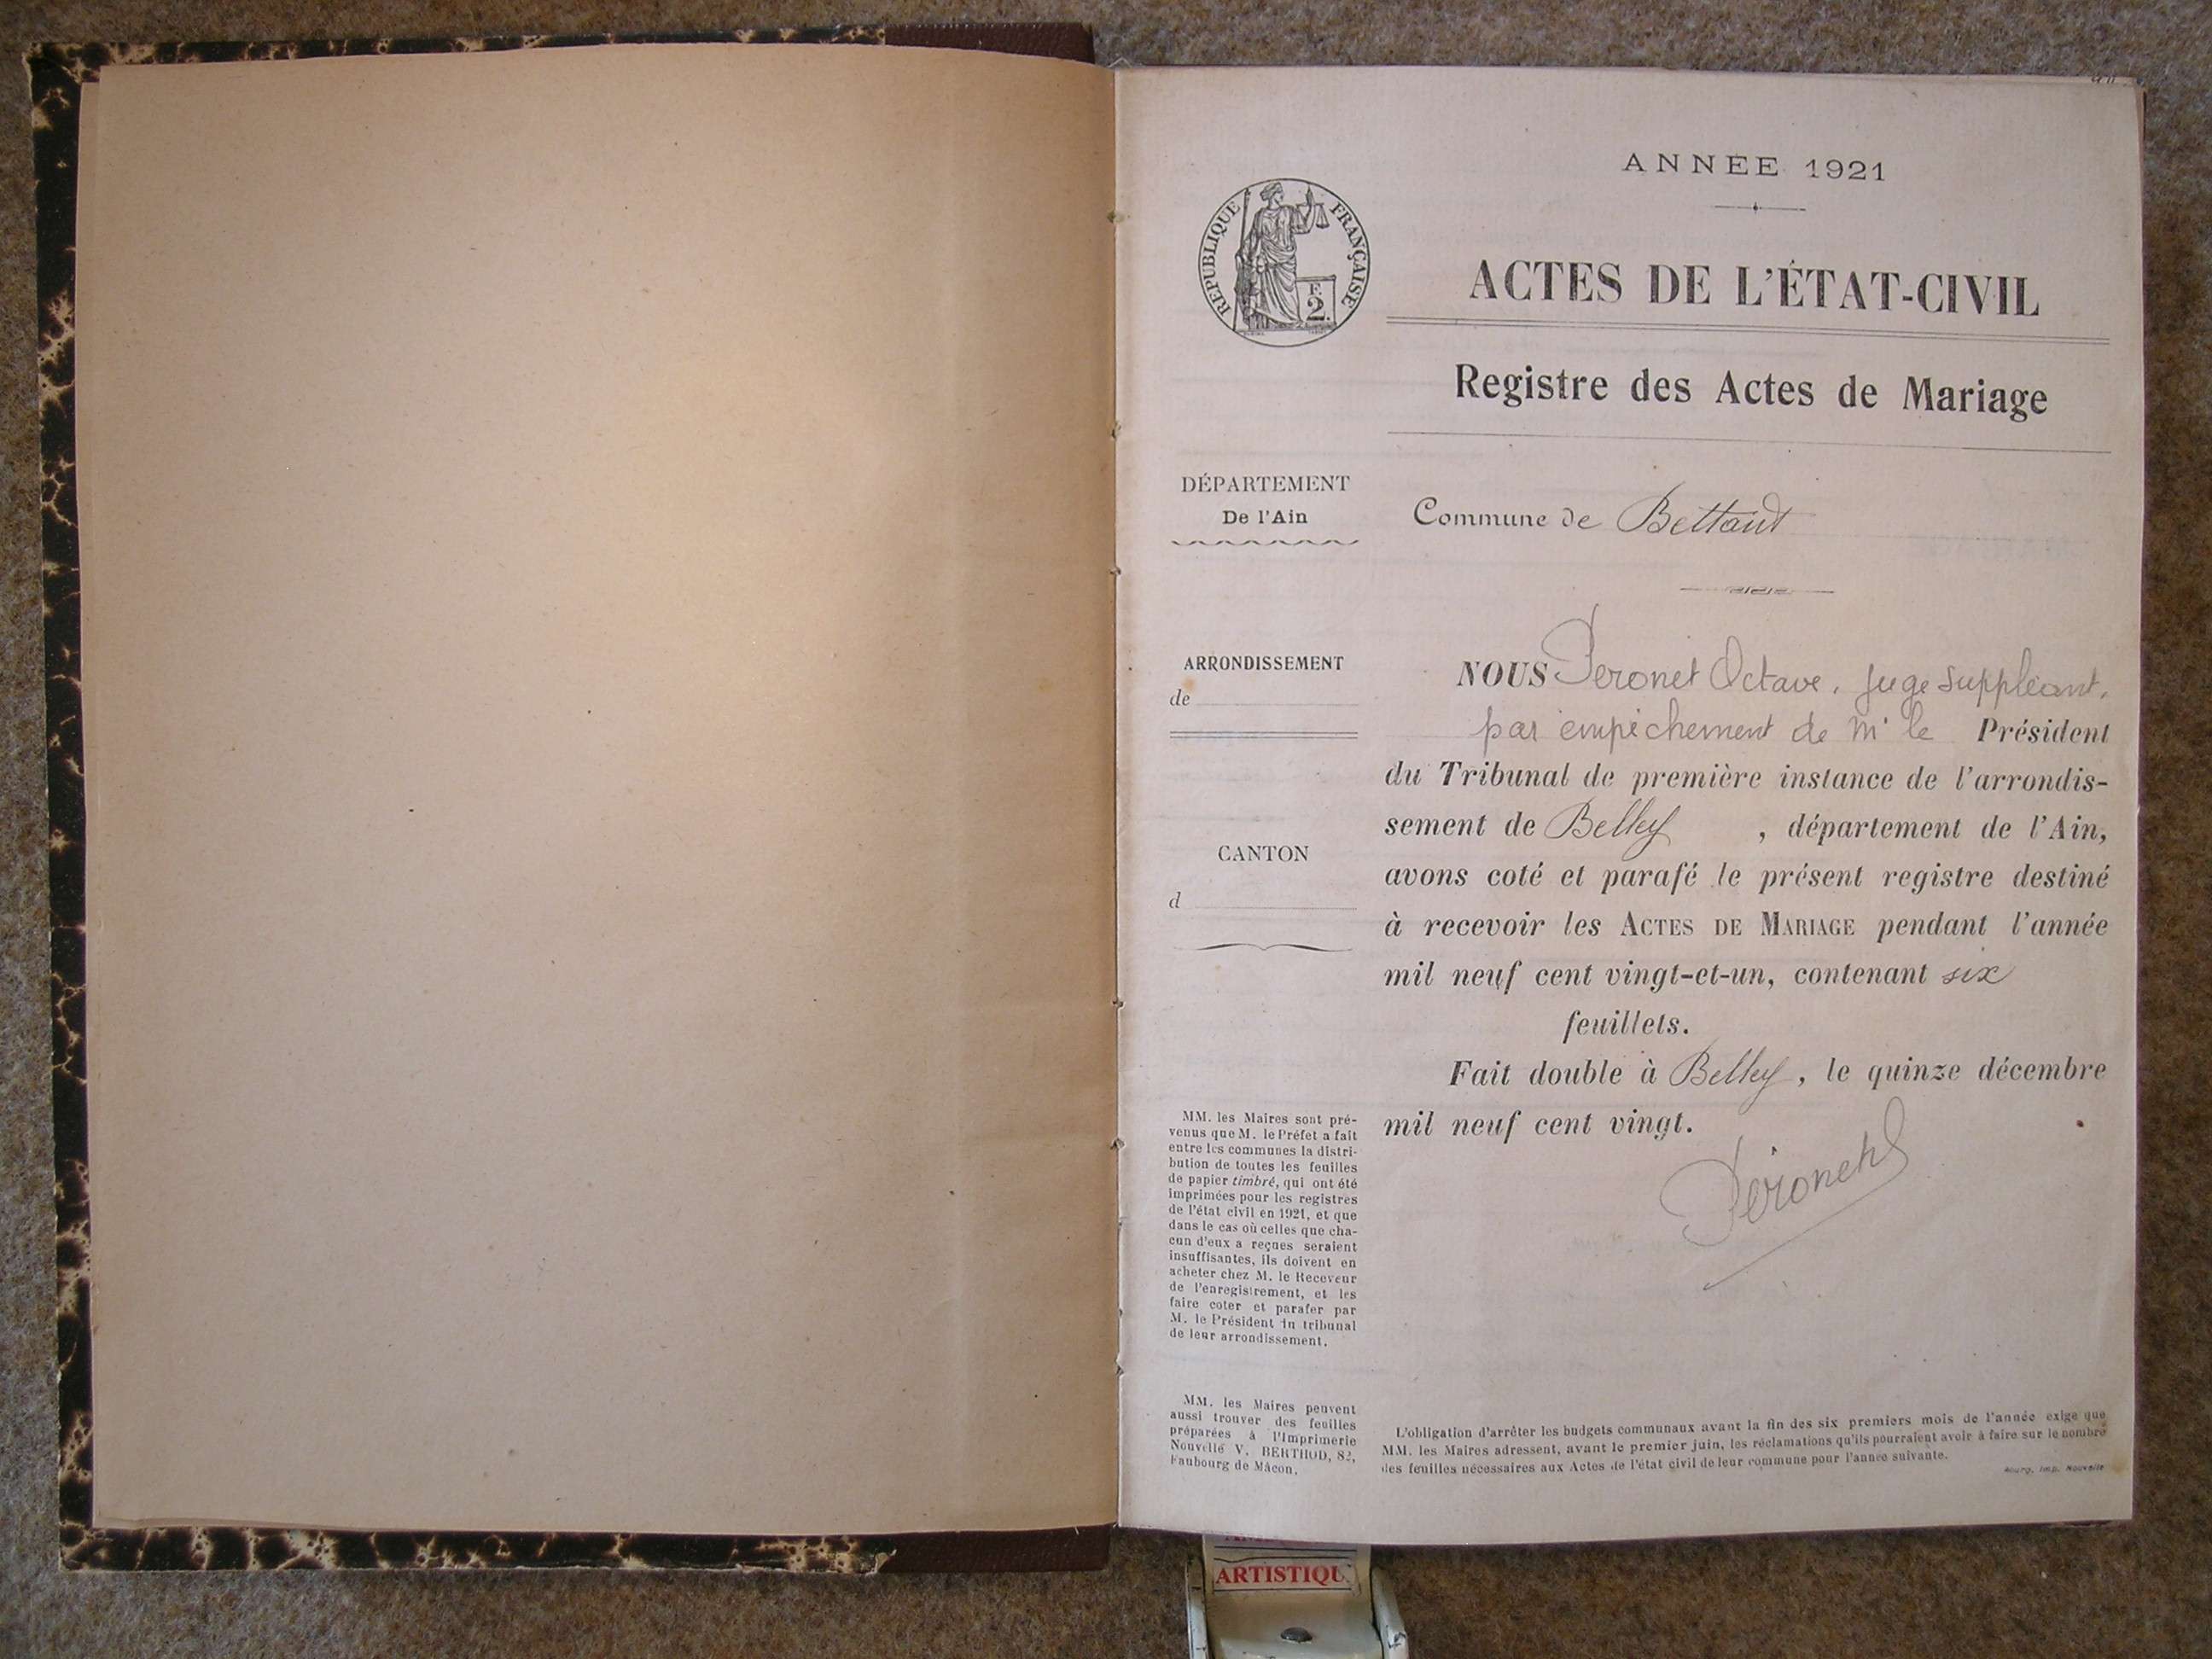 ANNÉE 1921
RÉPUBLIQUE FRANÇAISE
F.
2.
ACTES DE L'ÉTAT-CIVIL
Registre des Actes de Mariage
DÉPARTEMENT
De l'Ain
Commune de Bettant
ARRONDISSEMENT
de
CANTON
d
NOUS Peronet Octave, juge suppléant,
par empêchement de Mr le Président
du Tribunal de première instance de l'arrondis-
sement de Belley, département de l'Ain,
avons coté et parafé le présent registre destiné
à recevoir les ACTES DE MARIAGE pendant l'année
mil neuf cent vingt-et-un, contenant six
feuillets.
Fait double à Belley, le quinze décembre
mil neuf cent vingt.
Péronet
MM. les Maires sont pré-
venus que M. le Préfet a fait
entre les communes la distri-
bution de toutes les feuilles
de papier timbré, qui ont été
imprimées pour les registres
de l'état civil en 1921, et que
dans le cas où celles que cha-
cun d'eux a reçues seraient
insuffisantes, ils doivent en
acheter chez M. le Receveur
de l'enregistrement, et les
faire coter et parafer par
M. le Président du tribunal
de leur arrondissement.
MM. les Maires peuvent
aussi trouver des feuilles
préparées à l'Imprimerie
Nouvelle V. BERTHOD, 82,
Faubourg de Mâcon.
L'obligation d'arrêter les budgets communaux avant la fin des six premiers mois de l'année exige que
MM. les Maires adressent, avant le premier juin, les réclamations qu'ils pourraient avoir à faire sur le nombre
des feuilles nécessaires aux Actes de l'état civil de leur commune pour l'année suivante.
Bourg, Imp. Nouvelle
ARTISTIQU